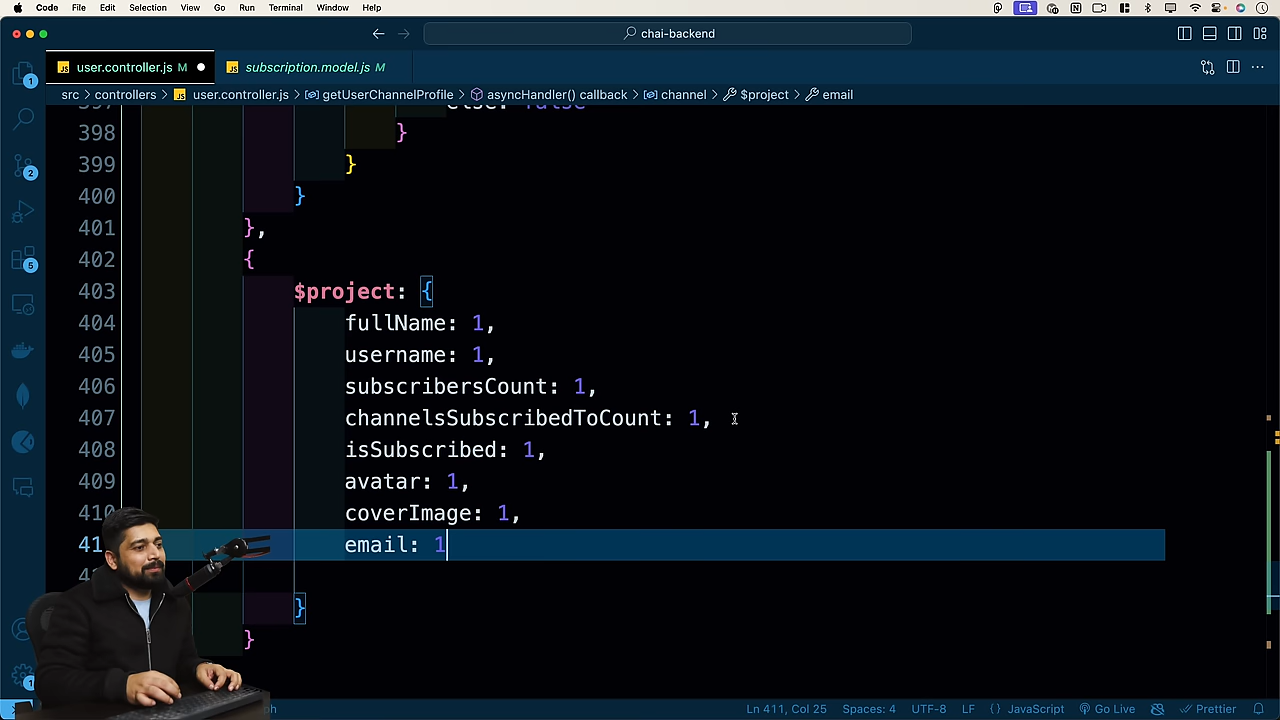 Code File Edit Selection View Go Run Terminal Window Help
chai-backend
user.controller.js M
subscription.model.js M
src > controllers > user.controller.js > getUserChannelProfile > asyncHandler() callback > channel > $project > email
398 }
399 }
400 }
401 },
402 {
403 $project: {
404 fullName: 1,
405 username: 1,
406 subscribersCount: 1,
407 channelsSubscribedToCount: 1,
408 isSubscribed: 1,
409 avatar: 1,
410 coverImage: 1,
email: 1
}
}
Ln 411, Col 25 Spaces: 4 UTF-8 LF {} JavaScript Go Live Prettier